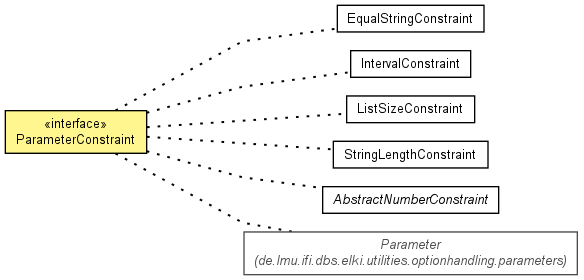 EqualStringConstraint
IntervalConstraint
«interface»
ParameterConstraint
ListSizeConstraint
StringLengthConstraint
AbstractNumberConstraint
Parameter
(de.lmu.ifi.dbs.elki.utilities.optionhandling.parameters)